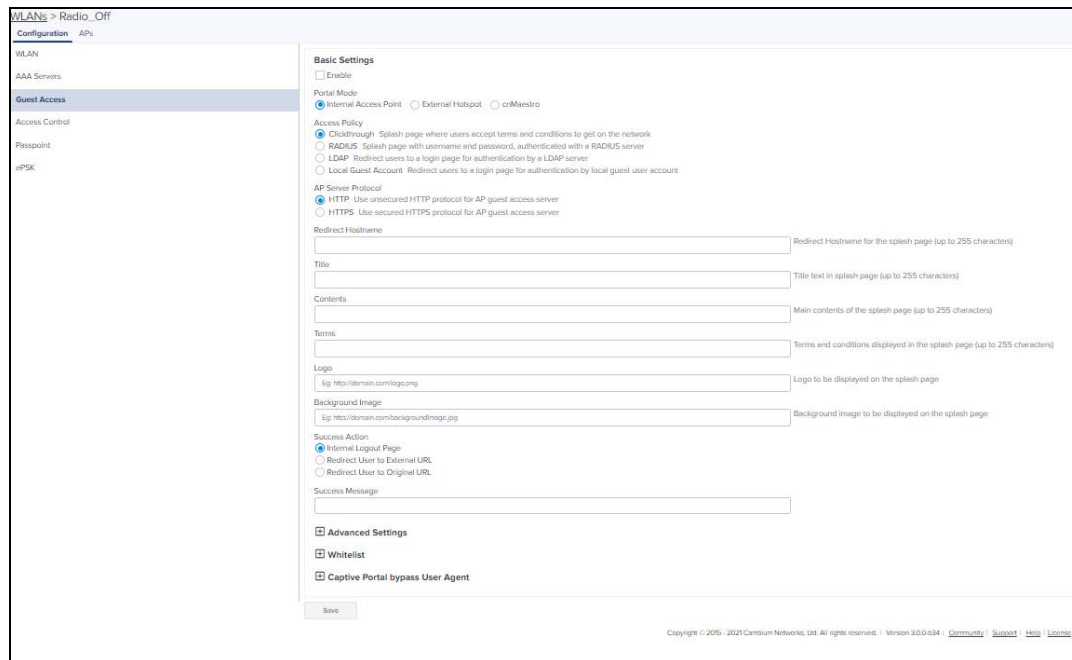 WLANs > Radio_Off
Configuration APs
WLAN
AAA Servers
Guest Access
Access Control
Passpoint
ePSK
Basic Settings
Enable
Portal Mode
Internal Access Point External Hotspot cnMaestro
Access Policy
Clickthrough Splash page where users accept terms and conditions to get on the network
RADIUS Splash page with username and password, authenticated with a RADIUS server
LDAP Redirect users to a login page for authentication by a LDAP server
Local Guest Account Redirect users to a login page for authentication by local guest user account
AP Server Protocol
HTTP Use unsecured HTTP protocol for AP guest access server
HTTPS Use secured HTTPS protocol for AP guest access server
Redirect Hostname
Redirect Hostname for the splash page (up to 255 characters)
Title
Title text in splash page (up to 255 characters)
Contents
Main contents of the splash page (up to 255 characters)
Terms
Terms and conditions displayed in the splash page (up to 255 characters)
Logo
Eg: http://domain.com/logo.png
Logo to be displayed on the splash page
Background Image
Eg: http://domain.com/backgroundImage.jpg
Background image to be displayed on the splash page
Success Action
Internal Logout Page
Redirect User to External URL
Redirect User to Original URL
Success Message
Advanced Settings
Whitelist
Captive Portal bypass User Agent
Save
Copyright © 2015 - 2021 Cambium Networks, Ltd. All rights reserved. | Version 3.0.0-b34 | Community | Support | Help | License